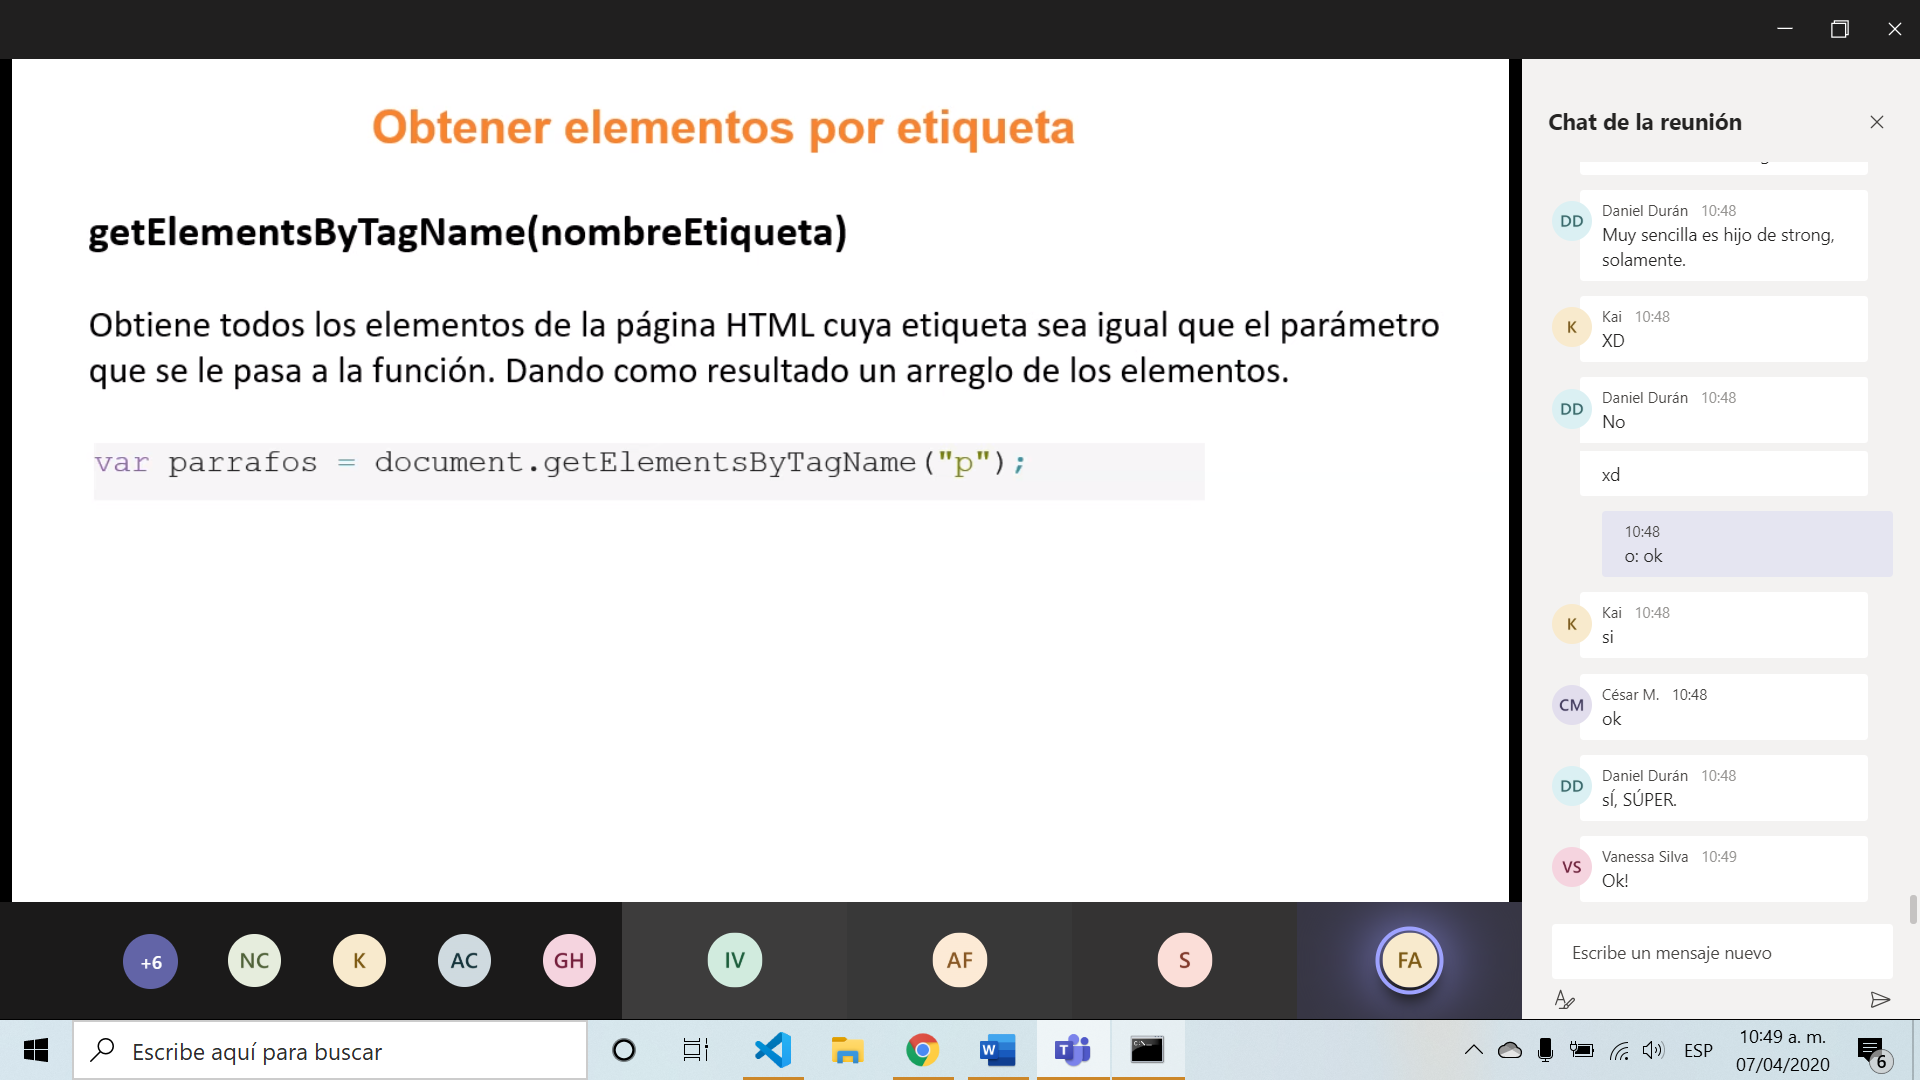 Obtener elementos por etiqueta
getElementsByTagName(nombreEtiqueta)
Obtiene todos los elementos de la página HTML cuya etiqueta sea igual que el parámetro
que se le pasa a la función. Dando como resultado un arreglo de los elementos.
var parrafos = document.getElementsByTagName("p");
Chat de la reunión
DD
Daniel Durán 10:48
Muy sencilla es hijo de strong,
solamente.
K
Kai 10:48
XD
DD
Daniel Durán 10:48
No
xd
10:48
o: ok
K
Kai 10:48
si
CM
César M. 10:48
ok
DD
Daniel Durán 10:48
sÍ, SÚPER.
VS
Vanessa Silva 10:49
Ok!
Escribe un mensaje nuevo
+6
NC
K
AC
GH
IV
AF
S
FA
Escribe aquí para buscar
ESP
10:49 a. m.
07/04/2020
6